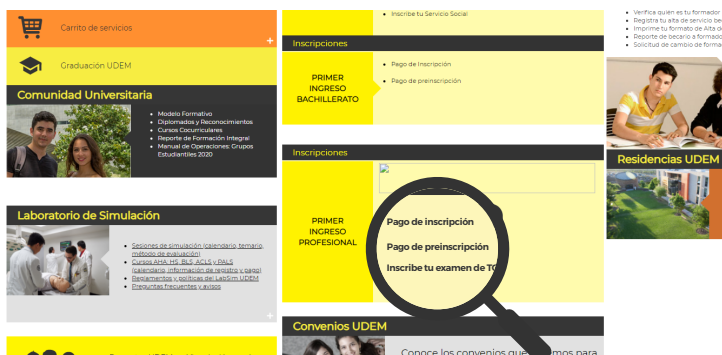 Carrito de servicios
+
Graduación UDEM
Comunidad Universitaria
Modelo Formativo
Diplomados y Reconocimientos
Cursos Cocurriculares
Reporte de Formación Integral
Manual de Operaciones: Grupos
Estudiantiles 2020
Laboratorio de Simulación
Sesiones de simulación (calendario, temario,
método de evaluación)
Cursos AHA: HS, BLS, ACLS y PALS
(calendario, información de registro y pago)
Reglamentos y políticas del LabSim UDEM
Preguntas frecuentes y avisos
+
Inscribe tu Servicio Social
Inscripciones
PRIMER
INGRESO
BACHILLERATO
Pago de Inscripción
Pago de preinscripción
Inscripciones
PRIMER
INGRESO
PROFESIONAL
Pago de inscripción
Pago de preinscripción
Inscribe tu examen de
Convenios UDEM
Conoce los convenios para
Verifica quién es tu formador
Registra tu alta de servicio
Imprime tu formato de Alta
Reporte de becario a
Solicitud de cambio de
Residencias UDEM